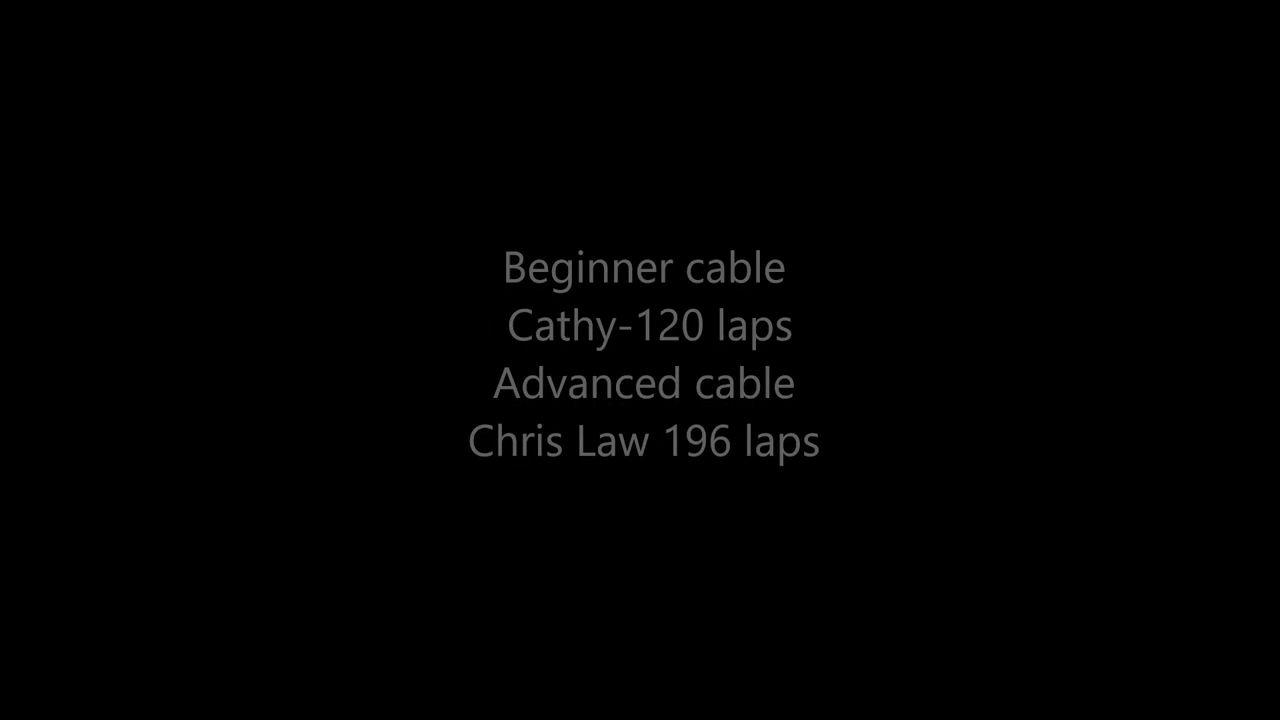 Beginner cable
Cathy-120 laps
Advanced cable
Chris Law 196 laps